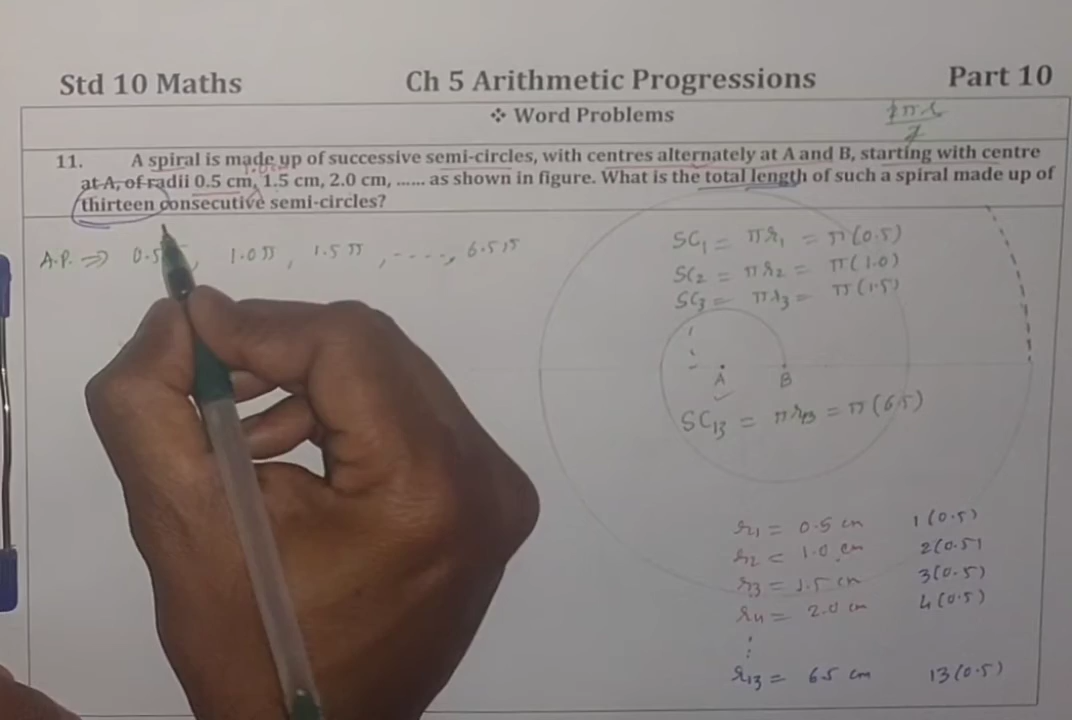 Std 10 Maths Ch 5 Arithmetic Progressions Part 10
❖ Word Problems
11. A spiral is made up of successive semi-circles, with centres alternately at A and B, starting with centre
at A, of radii 0.5 cm, 1.5 cm, 2.0 cm, ...... as shown in figure. What is the total length of such a spiral made up of
thirteen consecutive semi-circles?
A.P. => 0.5 , 1.0π , 1.5π , ....., 6.5π
SC₁ = πr₁ = π(0.5)
SC₂ = πr₂ = π(1.0)
SC₃ = πr₃ = π(1.5)
A B
SC₁₃ = πr₁₃ = π(6.5)
r₁ = 0.5 cm 1(0.5)
r₂ = 1.0 cm 2(0.5)
r₃ = 1.5 cm 3(0.5)
r₄ = 2.0 cm 4(0.5)
r₁₃ = 6.5 cm 13(0.5)